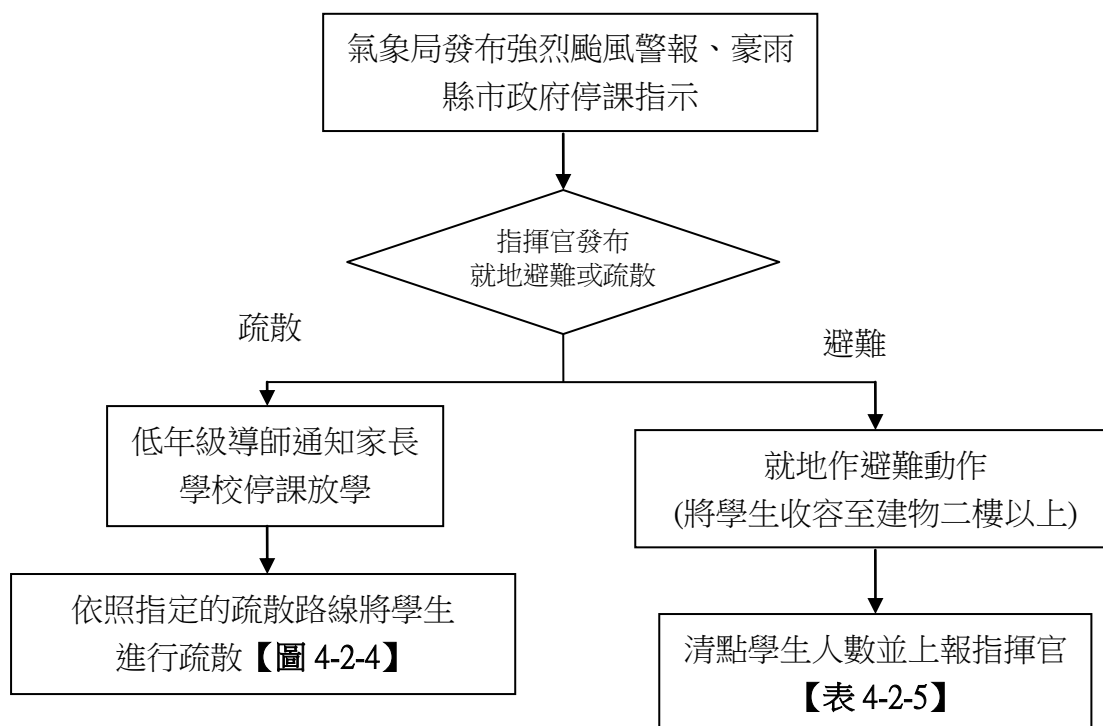 氣象局發布強烈颱風警報、豪雨
縣市政府停課指示
指揮官發布
就地避難或疏散
疏散
避難
低年級導師通知家長
學校停課放學
就地作避難動作
(將學生收容至建物二樓以上)
依照指定的疏散路線將學生
進行疏散【圖 4-2-4】
清點學生人數並上報指揮官
【表 4-2-5】